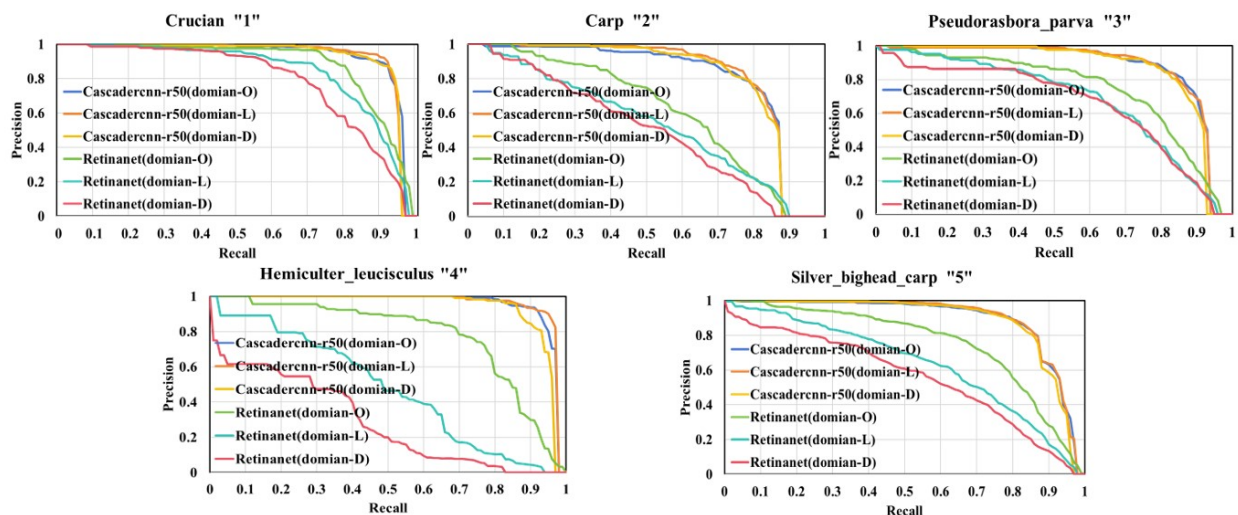 Crucian "1"
Precision
1
0.8
0.6
0.4
0.2
0
Cascadercnn-r50(domian-O)
Cascadercnn-r50(domian-L)
Cascadercnn-r50(domian-D)
Retinanet(domian-O)
Retinanet(domian-L)
Retinanet(domian-D)
0 0.1 0.2 0.3 0.4 0.5 0.6 0.7 0.8 0.9 1
Recall
Carp "2"
Precision
1
0.8
0.6
0.4
0.2
0
Cascadercnn-r50(domian-O)
Cascadercnn-r50(domian-L)
Cascadercnn-r50(domian-D)
Retinanet(domian-O)
Retinanet(domian-L)
Retinanet(domian-D)
0 0.1 0.2 0.3 0.4 0.5 0.6 0.7 0.8 0.9 1
Recall
Pseudorasbora_parva "3"
Precision
1
0.8
0.6
0.4
0.2
0
Cascadercnn-r50(domian-O)
Cascadercnn-r50(domian-L)
Cascadercnn-r50(domian-D)
Retinanet(domian-O)
Retinanet(domian-L)
Retinanet(domian-D)
0 0.1 0.2 0.3 0.4 0.5 0.6 0.7 0.8 0.9 1
Recall
Hemiculter_leucisculus "4"
Precision
1
0.8
0.6
0.4
0.2
0
Cascadercnn-r50(domian-O)
Cascadercnn-r50(domian-L)
Cascadercnn-r50(domian-D)
Retinanet(domian-O)
Retinanet(domian-L)
Retinanet(domian-D)
0 0.1 0.2 0.3 0.4 0.5 0.6 0.7 0.8 0.9 1
Recall
Silver_bighead_carp "5"
Precision
1
0.8
0.6
0.4
0.2
0
Cascadercnn-r50(domian-O)
Cascadercnn-r50(domian-L)
Cascadercnn-r50(domian-D)
Retinanet(domian-O)
Retinanet(domian-L)
Retinanet(domian-D)
0 0.1 0.2 0.3 0.4 0.5 0.6 0.7 0.8 0.9 1
Recall